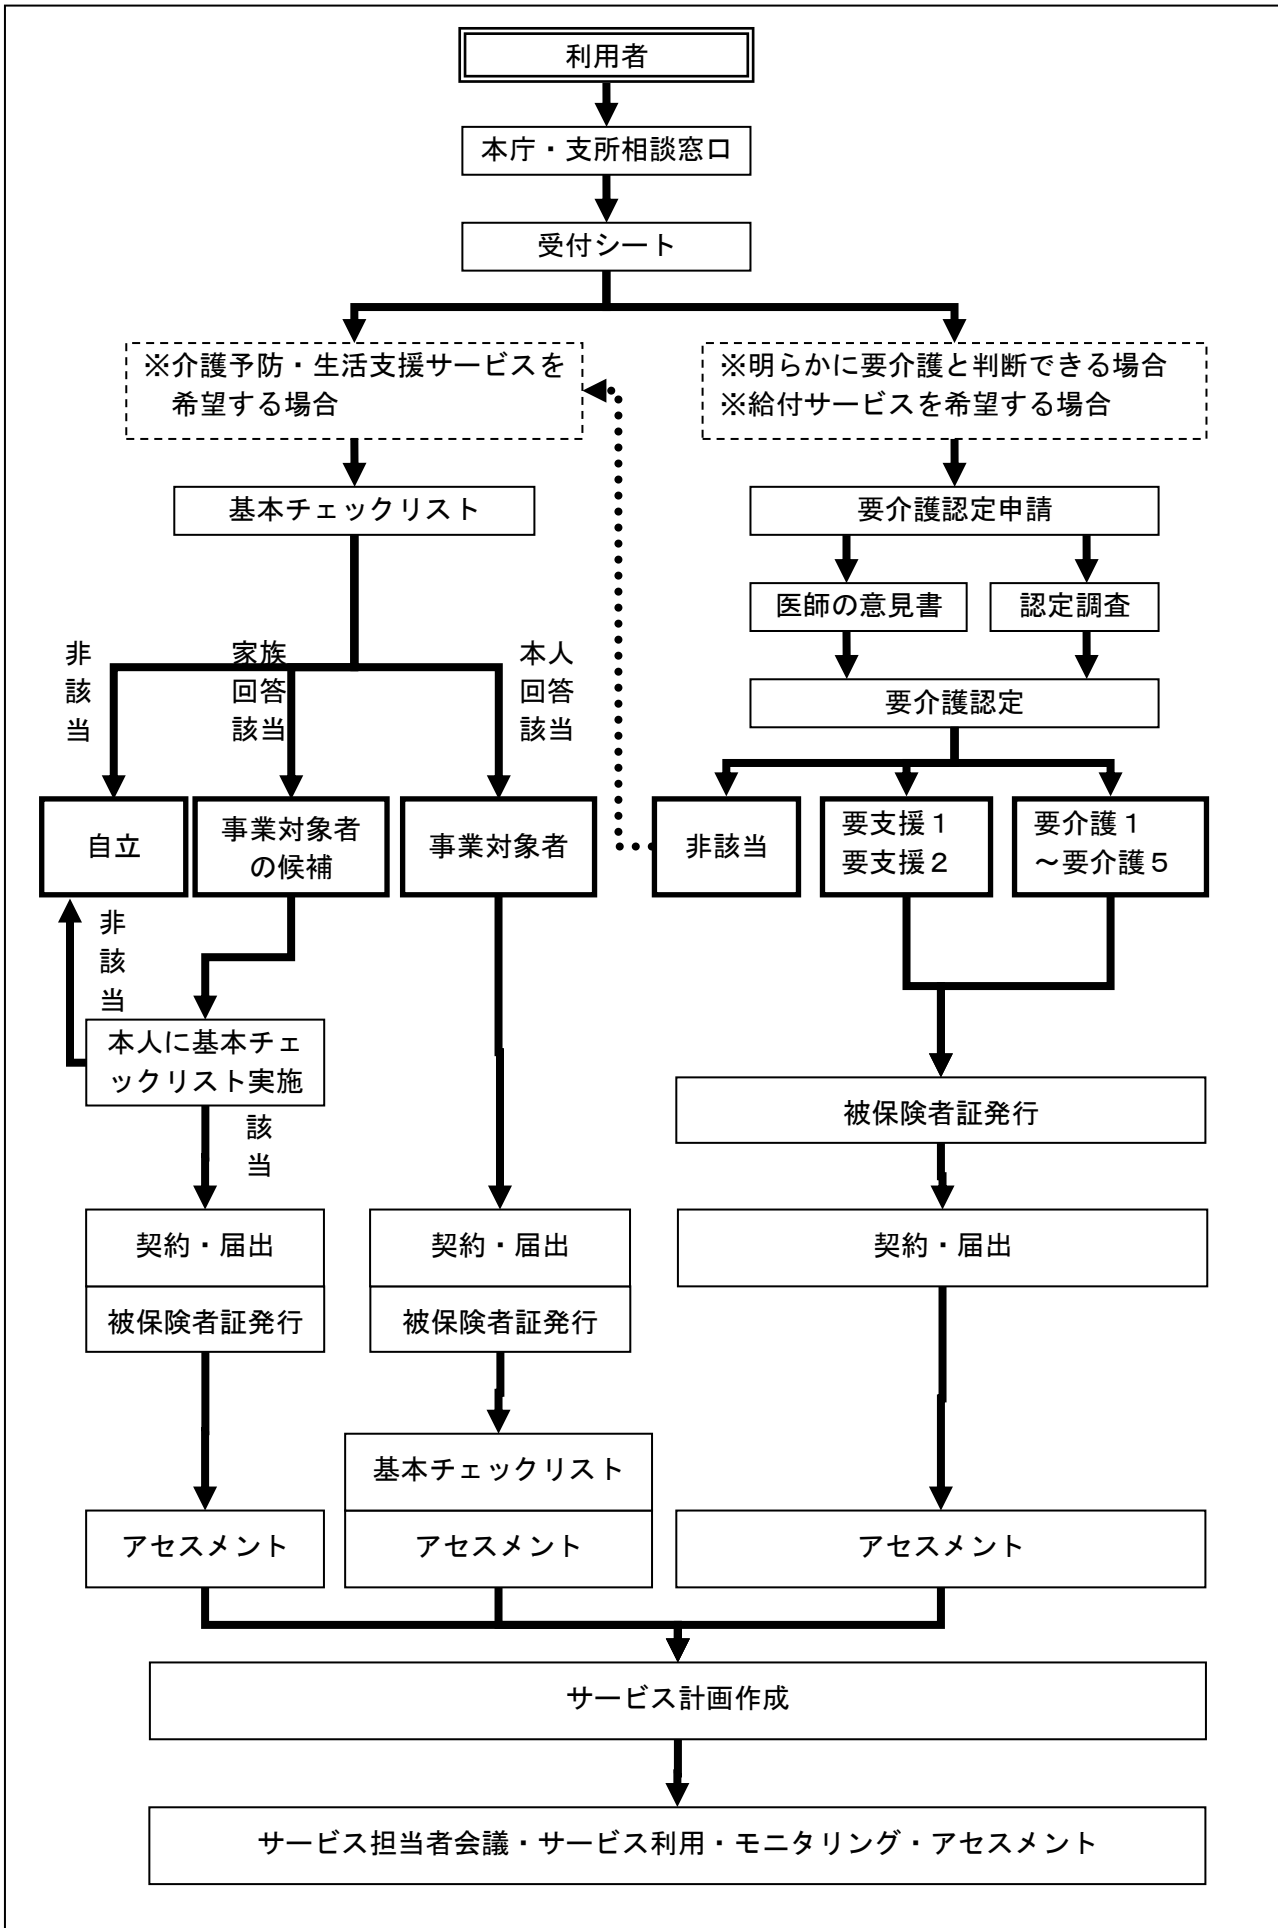 利用者
本庁・支所相談窓口
受付シート
※介護予防・生活支援サービスを
希望する場合
※明らかに要介護と判断できる場合
※給付サービスを希望する場合
基本チェックリスト
要介護認定申請
医師の意見書
認定調査
非該当
家族
回答
該当
本人
回答
該当
要介護認定
自立
事業対象者
の候補
事業対象者
非該当
要支援1
要支援2
要介護1
～要介護5
非該当
本人に基本チェ
ックリスト実施
該当
被保険者証発行
契約・届出
被保険者証発行
契約・届出
被保険者証発行
契約・届出
基本チェックリスト
アセスメント
アセスメント
アセスメント
サービス計画作成
サービス担当者会議・サービス利用・モニタリング・アセスメント